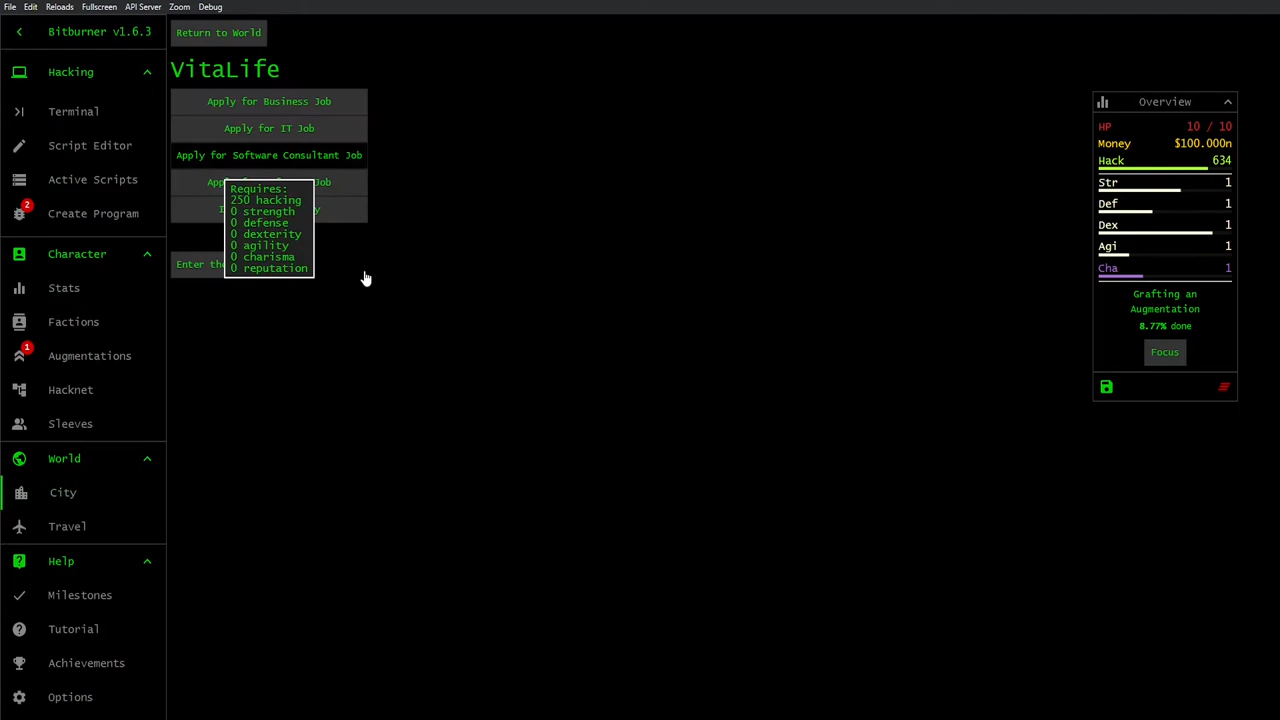 File Edit Reloads Fullscreen API Server Zoom Debug
Bitburner v1.6.3
Hacking
Terminal
Script Editor
Active Scripts
2
Create Program
Character
Stats
Factions
1
Augmentations
Hacknet
Sleeves
World
City
Travel
Help
Milestones
Tutorial
Achievements
Options
Return to World
VitaLife
Apply for Business Job
Apply for IT Job
Apply for Software Consultant Job
Job
Requires:
250 hacking
0 strength
0 defense
0 dexterity
0 agility
0 charisma
0 reputation
Enter
Overview
HP 10 / 10
Money $100.000n
Hack 634
Str 1
Def 1
Dex 1
Agi 1
Cha 1
Grafting an
Augmentation
8.77% done
Focus